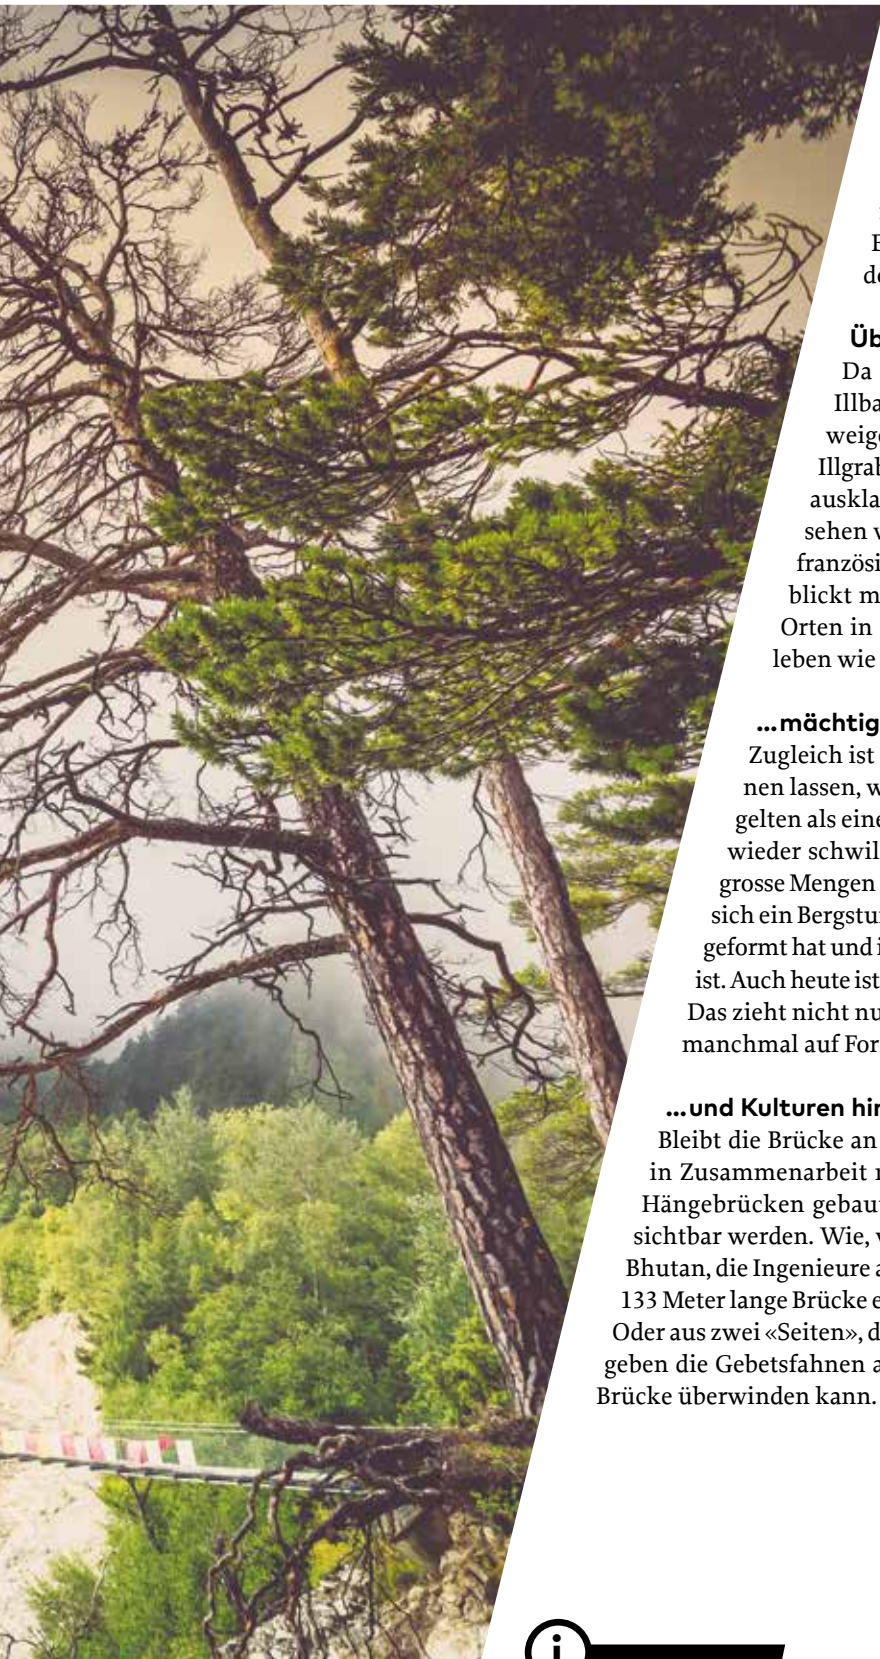 E
de
Üb
Da
Illba
weige
Illgrab
ausklа
sehen v
französi
blickt m
Orten in
leben wie
...mächtig
Zugleich ist
nen lassen, w
gelten als eine
wieder schwil
grosse Mengen
sich ein Bergstu
geformt hat und i
ist. Auch heute ist
Das zieht nicht nu
manchmal auf For
...und Kulturen hin
Bleibt die Brücke an
in Zusammenarbeit
Hängebrücken gebau
sichtbar werden. Wie, v
Bhutan, die Ingenieure a
133 Meter lange Brücke e
Oder aus zwei «Seiten», d
geben die Gebetsfahnen a
Brücke überwinden kann.
i